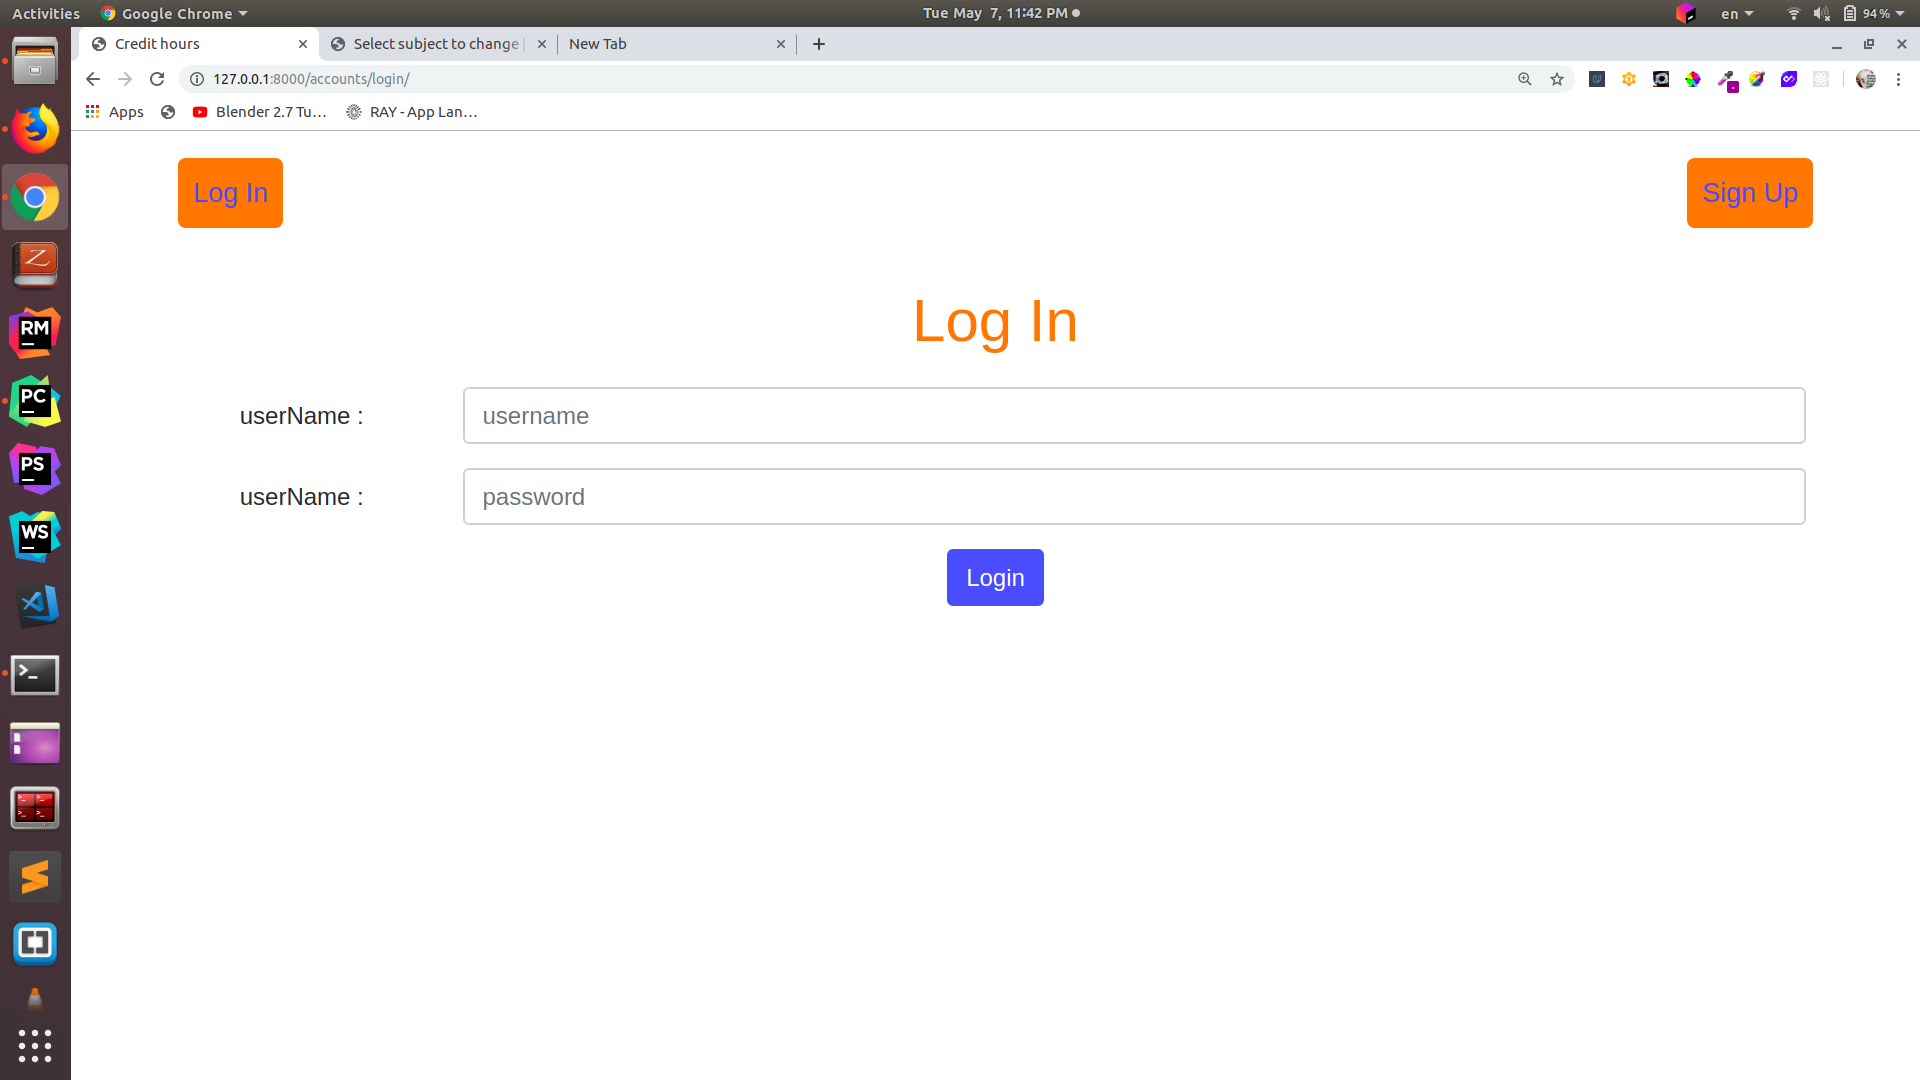 Activities Google Chrome Tue May 7, 11:42 PM en 94 %
Credit hours Select subject to change | New Tab
127.0.0.1:8000/accounts/login/
Apps Blender 2.7 Tu... RAY - App Lan...
Log In Sign Up
Log In
userName : username
userName : password
Login
RM
PC
PS
WS